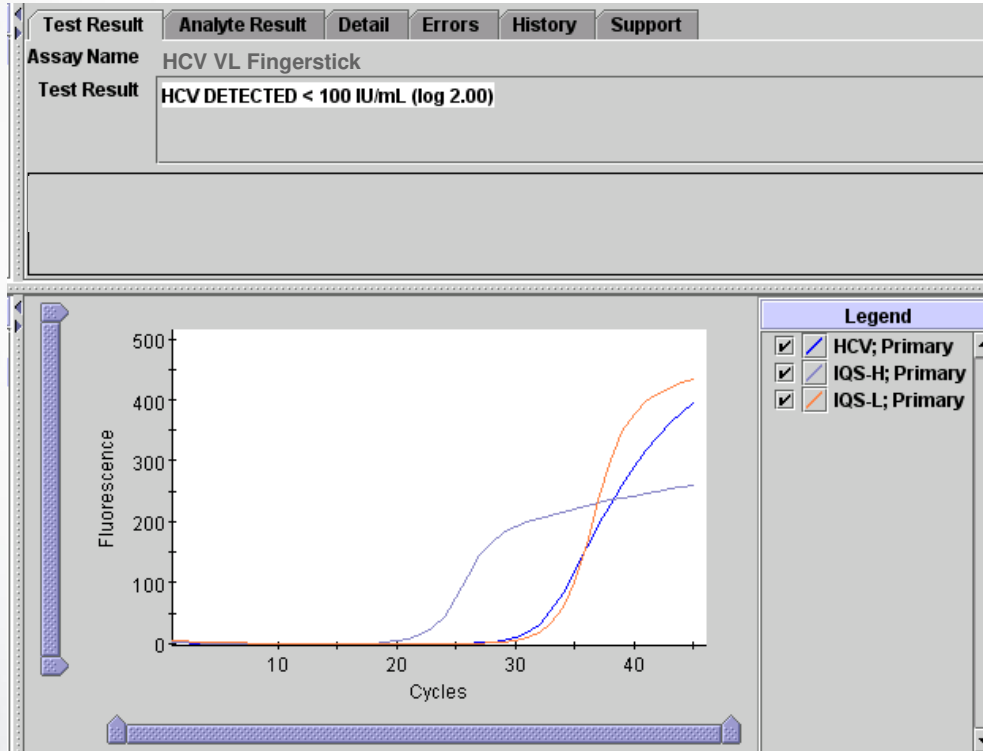 Test Result Analyte Result Detail Errors History Support
Assay Name HCV VL Fingerstick
Test Result HCV DETECTED < 100 IU/mL (log 2.00)
Legend
HCV; Primary
IQS-H; Primary
IQS-L; Primary
500
400
300
200
100
0
Fluorescence
10 20 30 40
Cycles